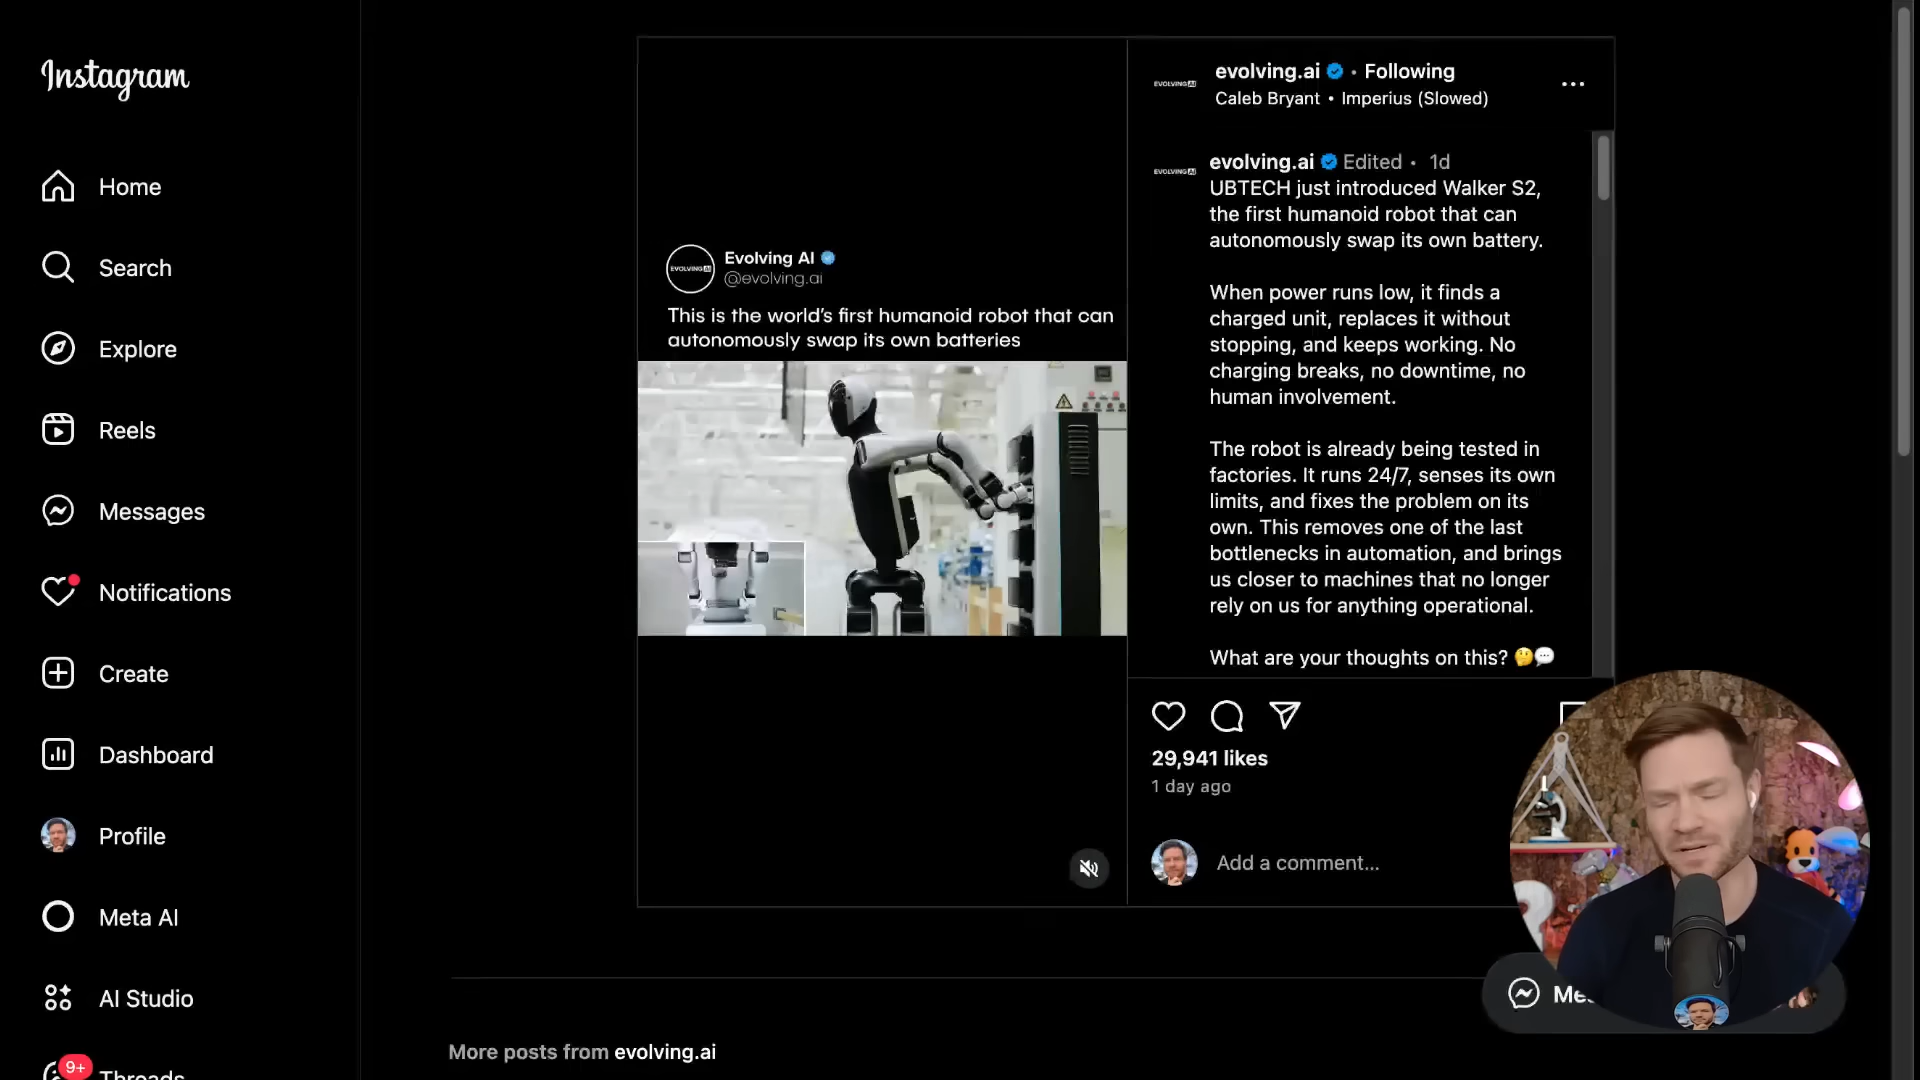 Instagram
Home
Search
Explore
Reels
Messages
Notifications
Create
Dashboard
Profile
Meta AI
AI Studio
9+
Threads
EVOLVING AI
Evolving AI
@evolving.ai
This is the world's first humanoid robot that can
autonomously swap its own batteries
EVOLVING AI
evolving.ai • Following
Caleb Bryant • Imperius (Slowed)
EVOLVING AI
evolving.ai Edited • 1d
UBTECH just introduced Walker S2,
the first humanoid robot that can
autonomously swap its own battery.
When power runs low, it finds a
charged unit, replaces it without
stopping, and keeps working. No
charging breaks, no downtime, no
human involvement.
The robot is already being tested in
factories. It runs 24/7, senses its own
limits, and fixes the problem on its
own. This removes one of the last
bottlenecks in automation, and brings
us closer to machines that no longer
rely on us for anything operational.
What are your thoughts on this? 🤔💬
29,941 likes
1 day ago
Add a comment...
More posts from evolving.ai